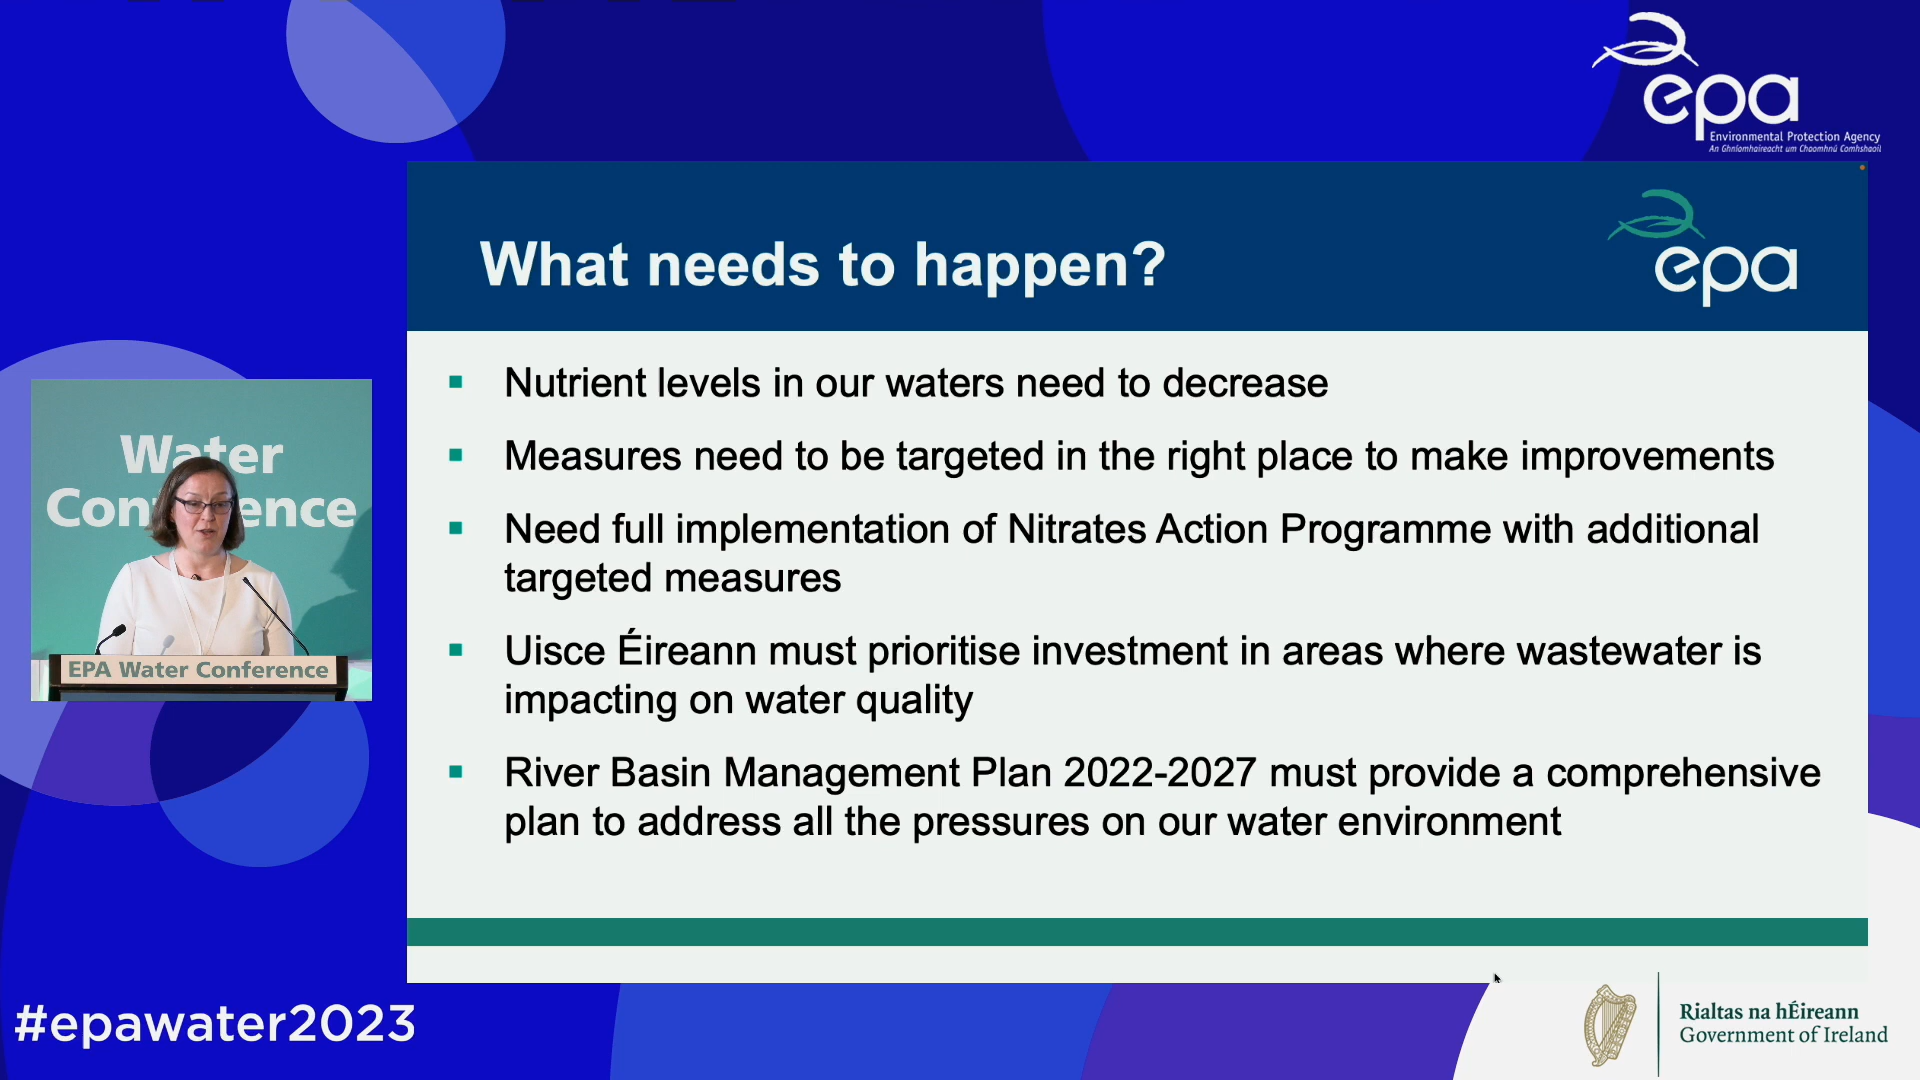 epa
Environmental Protection Agency
An Ghníomhaireacht um Chaomhnú Comhshaoil
What needs to happen?
epa
Nutrient levels in our waters need to decrease
Measures need to be targeted in the right place to make improvements
Need full implementation of Nitrates Action Programme with additional
targeted measures
Uisce Éireann must prioritise investment in areas where wastewater is
impacting on water quality
River Basin Management Plan 2022-2027 must provide a comprehensive
plan to address all the pressures on our water environment
Water
Con ence
EPA Water Conference
#epawater2023
Rialtas na hÉireann
Government of Ireland